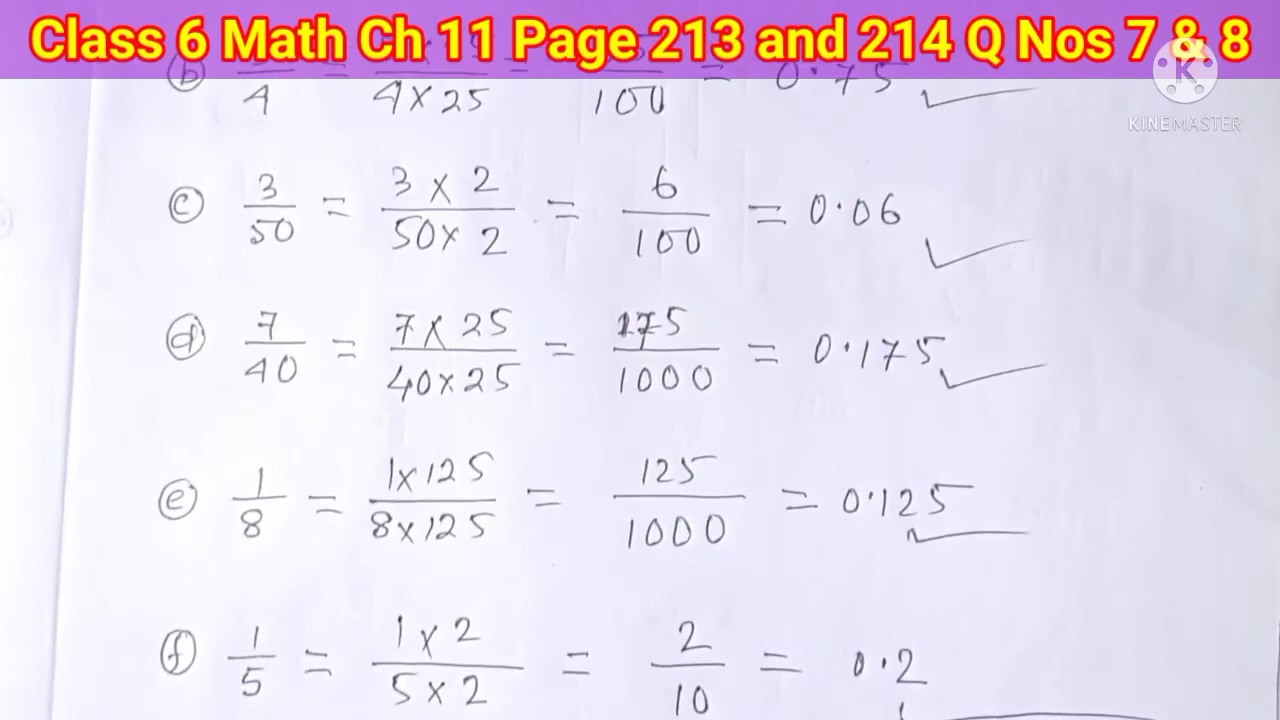 Class 6 Math Ch 11 Page 213 and 214 Q Nos 7 & 8
K
KINEMASTER
(b) /4 = /4 × 25 = /100 = 0.75
(c) 3/50 = 3 × 2/50 × 2 = 6/100 = 0.06
(d) 7/40 = 7 × 25/40 × 25 = 175/1000 = 0.175
(e) 1/8 = 1 × 125/8 × 125 = 125/1000 = 0.125
(f) 1/5 = 1 × 2/5 × 2 = 2/10 = 0.2